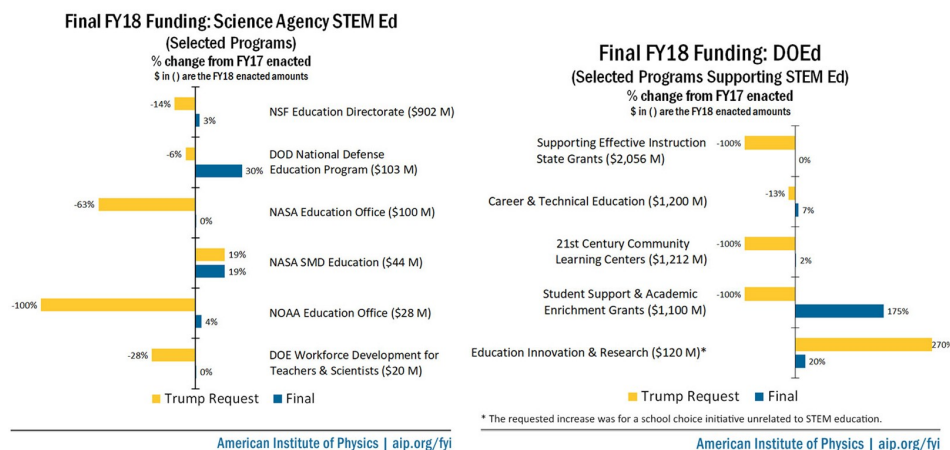 Final FY18 Funding: Science Agency STEM Ed
(Selected Programs)
% change from FY17 enacted
$ in ( ) are the FY18 enacted amounts
-14%
3%
NSF Education Directorate ($902 M)
-6%
30%
DOD National Defense
Education Program ($103 M)
-63%
0%
NASA Education Office ($100 M)
19%
19%
NASA SMD Education ($44 M)
-100%
4%
NOAA Education Office ($28 M)
-28%
0%
DOE Workforce Development for
Teachers & Scientists ($20 M)
Trump Request
Final
American Institute of Physics | aip.org/fyi
Final FY18 Funding: DOEd
(Selected Programs Supporting STEM Ed)
% change from FY17 enacted
$ in ( ) are the FY18 enacted amounts
Supporting Effective Instruction
State Grants ($2,056 M)
-100%
0%
Career & Technical Education ($1,200 M)
-13%
7%
21st Century Community
Learning Centers ($1,212 M)
-100%
2%
Student Support & Academic
Enrichment Grants ($1,100 M)
-100%
175%
Education Innovation & Research ($120 M)*
270%
20%
Trump Request
Final
* The requested increase was for a school choice initiative unrelated to STEM education.
American Institute of Physics | aip.org/fyi